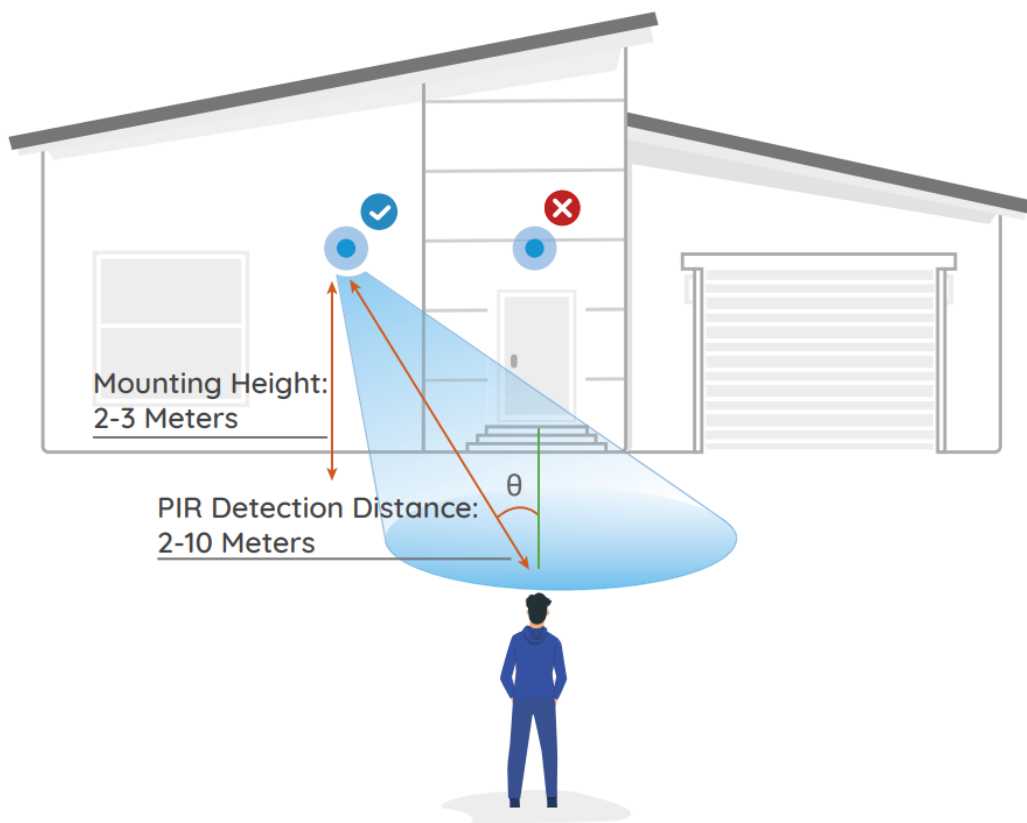 Mounting Height:
2-3 Meters
θ
PIR Detection Distance:
2-10 Meters